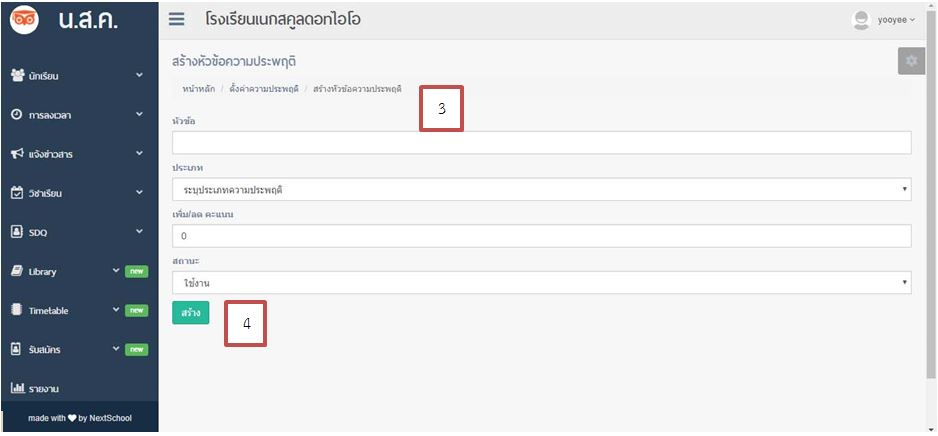 น.ส.ค.
โรงเรียนเนกสคูลดอทไอโอ
yooyee
นักเรียน
การลงเวลา
แจ้งข่าวสาร
วิชาเรียน
SDQ
Library new
Timetable new
รับสมัคร new
รายงาน
made with by NextSchool
สร้างหัวข้อความประพฤติ
หน้าหลัก / ตั้งค่าความประพฤติ / สร้างหัวข้อความประพฤติ
3
หัวข้อ
ประเภท
ระบุประเภทความประพฤติ
เพิ่ม/ลด คะแนน
0
สถานะ
ใช้งาน
สร้าง
4